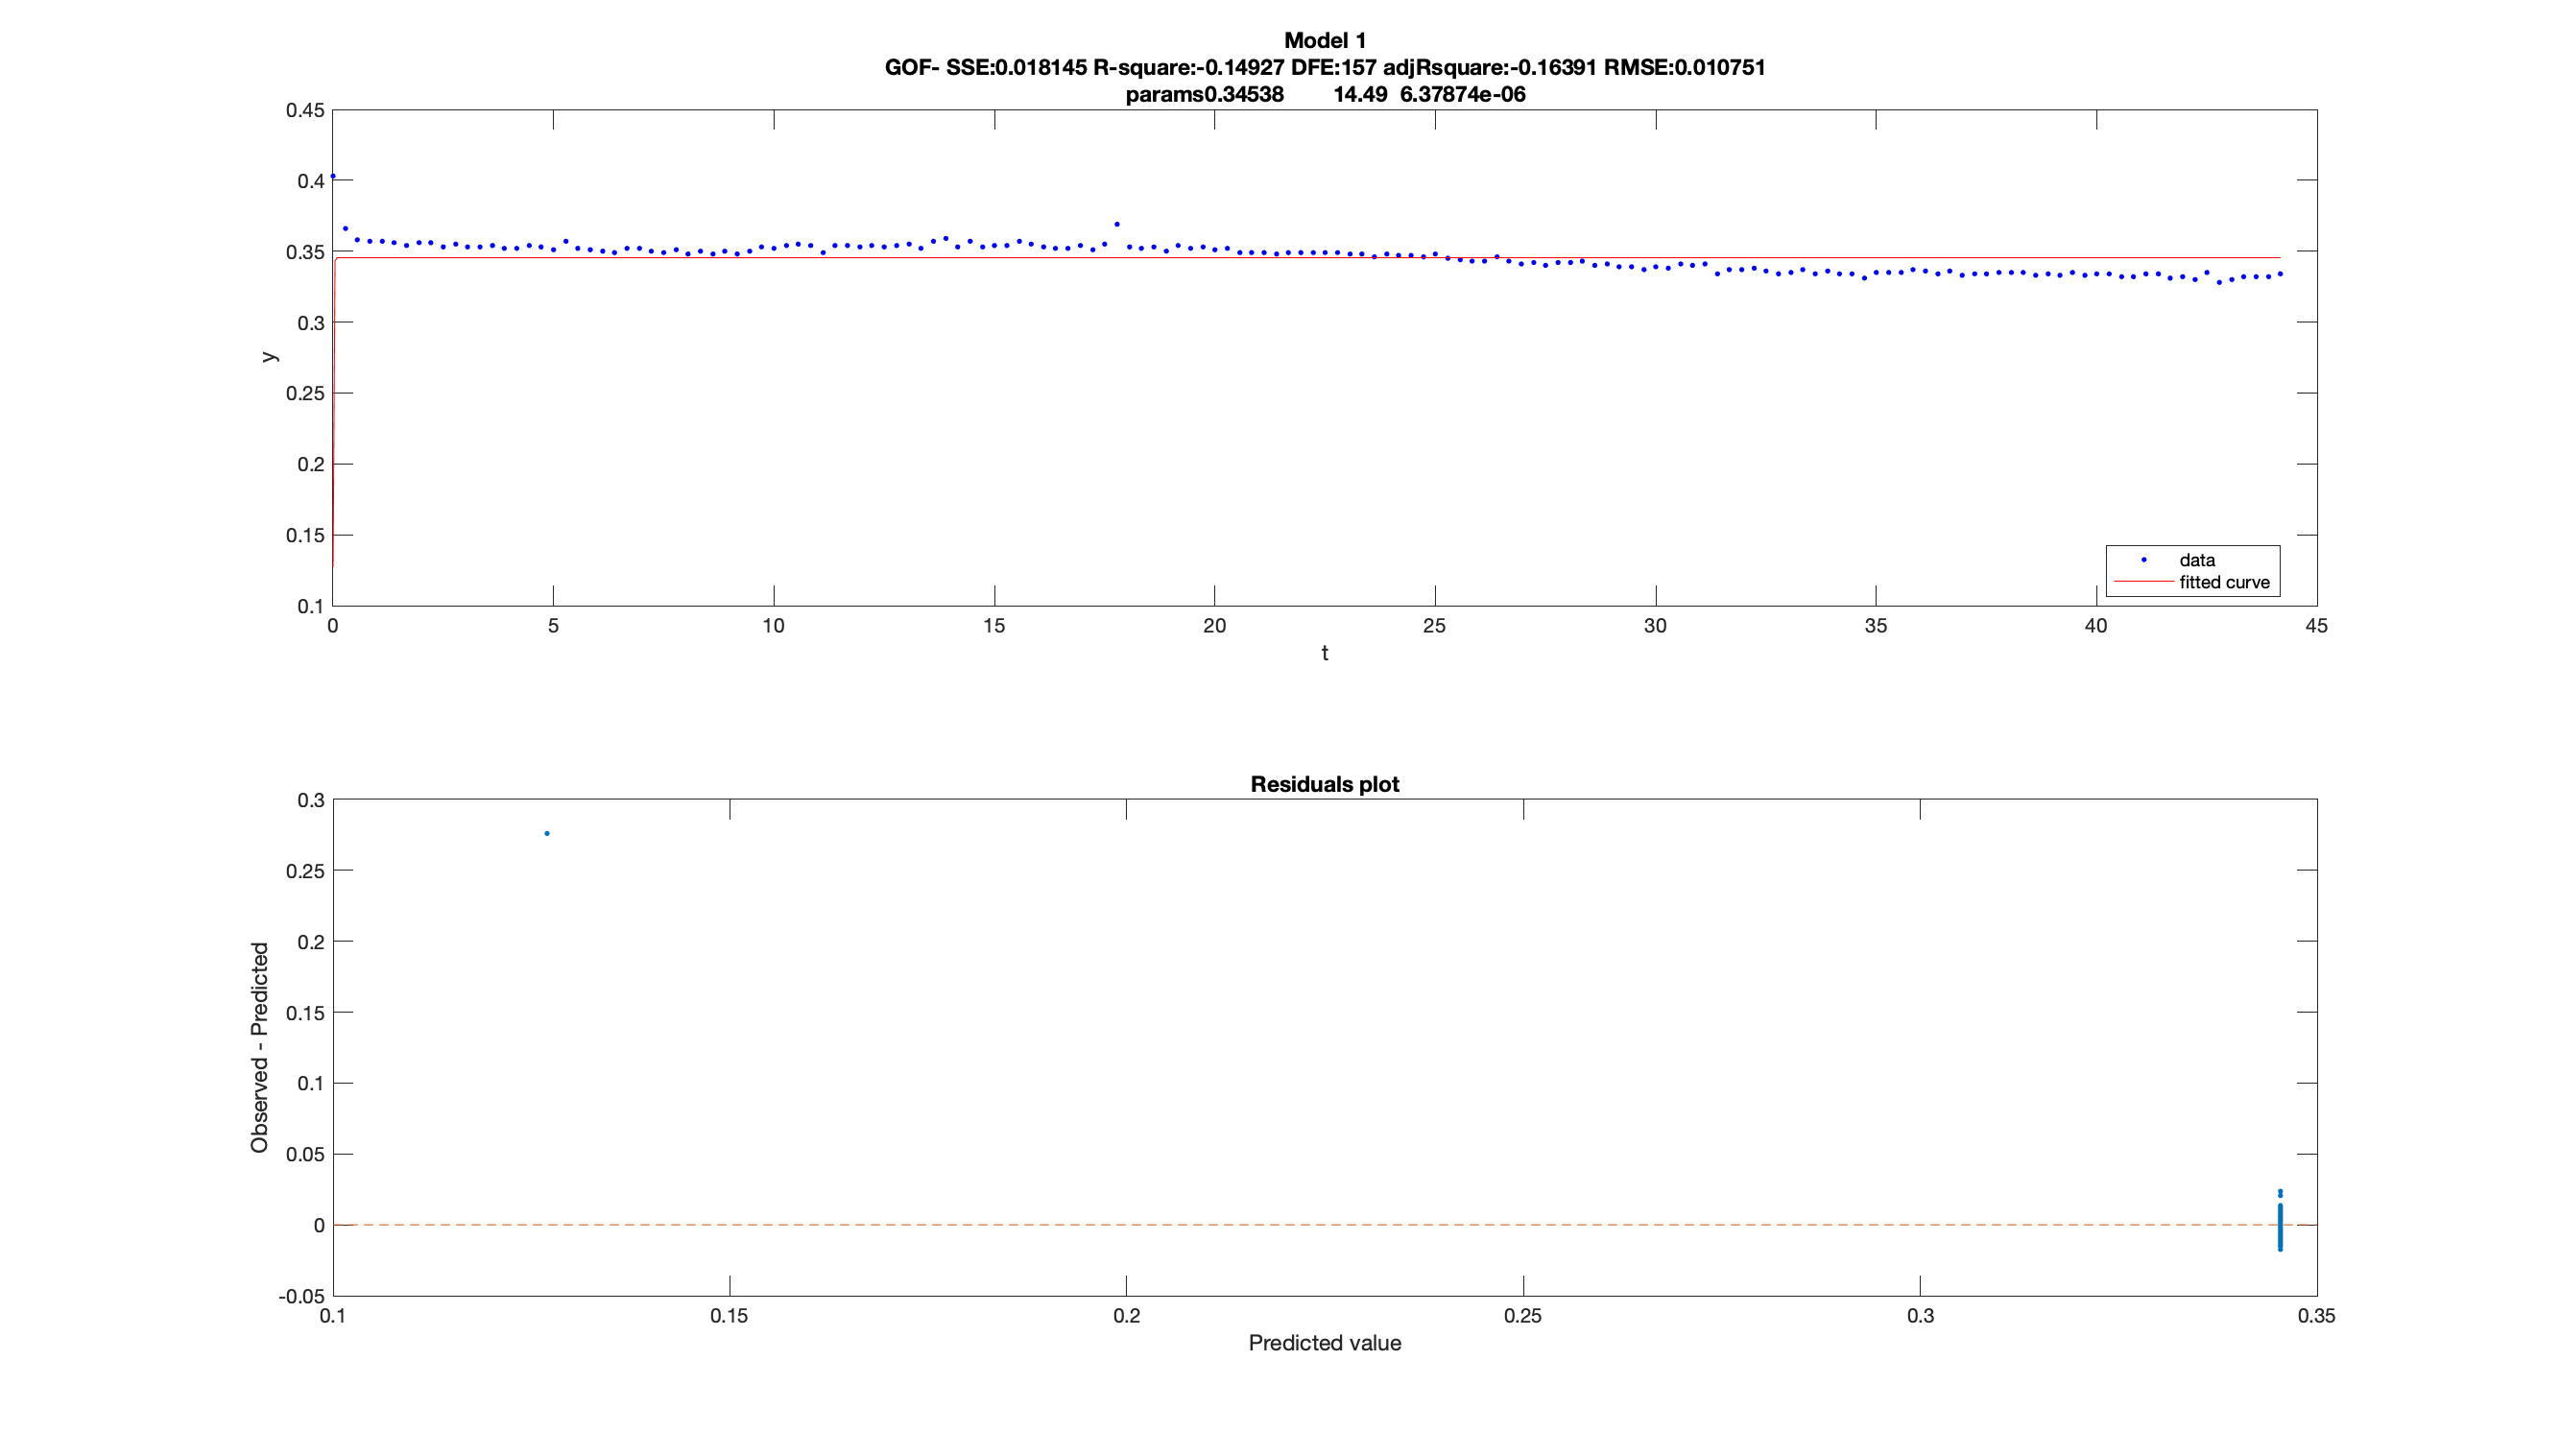 Model 1
GOF- SSE:0.018145 R-square:-0.14927 DFE:157 adjRsquare:-0.16391 RMSE:0.010751
params0.34538 14.49 6.37874e-06
0.45
0.4
0.35
0.3
0.25
0.2
0.15
0.1
y
data
fitted curve
0 5 10 15 20 25 30 35 40 45
t
Residuals plot
0.3
0.25
0.2
0.15
0.1
0.05
0
-0.05
Observed - Predicted
0.1 0.15 0.2 0.25 0.3 0.35
Predicted value